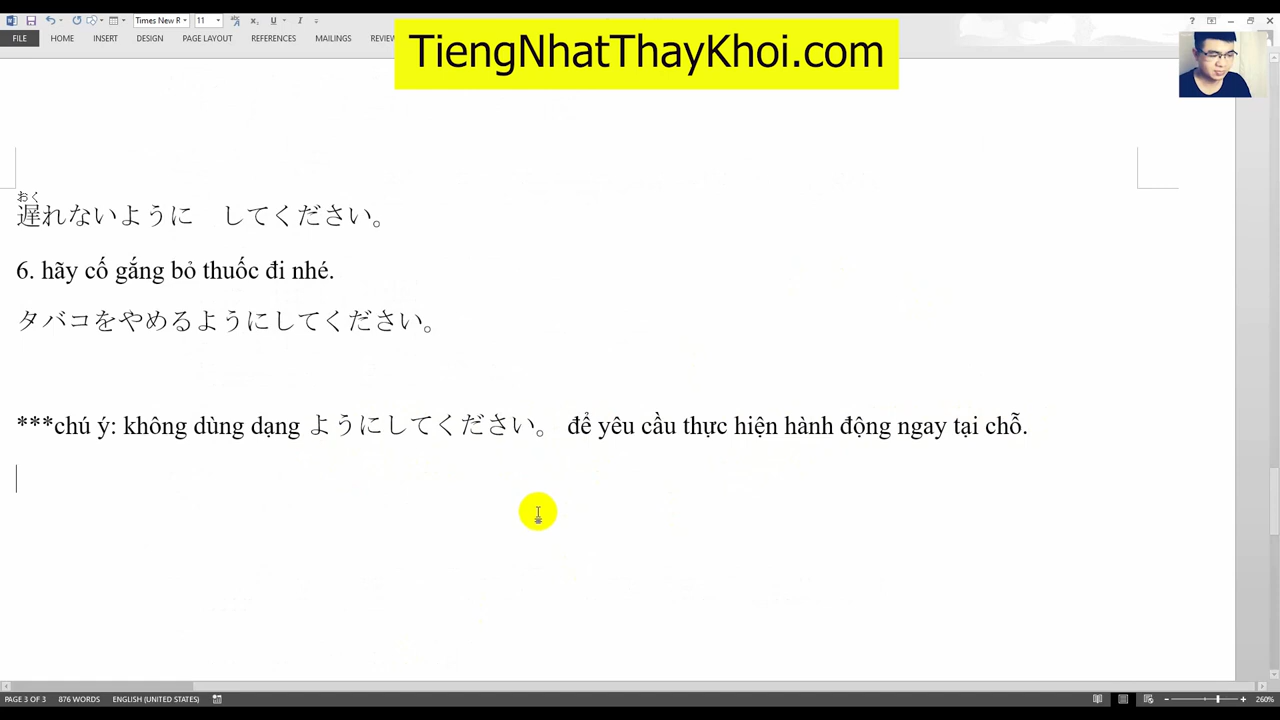 Times New R
11
FILE
HOME
INSERT
DESIGN
PAGE LAYOUT
REFERENCES
MAILINGS
TiengNhatThayKhoi.com
おく
遅れないように　してください。
6. hãy cố gắng bỏ thuốc đi nhé.
タバコをやめるようにしてください。
***chú ý: không dùng dạng ようにしてください。 để yêu cầu thực hiện hành động ngay tại chỗ.
PAGE 3 OF 3
876 WORDS
ENGLISH (UNITED STATES)
260%